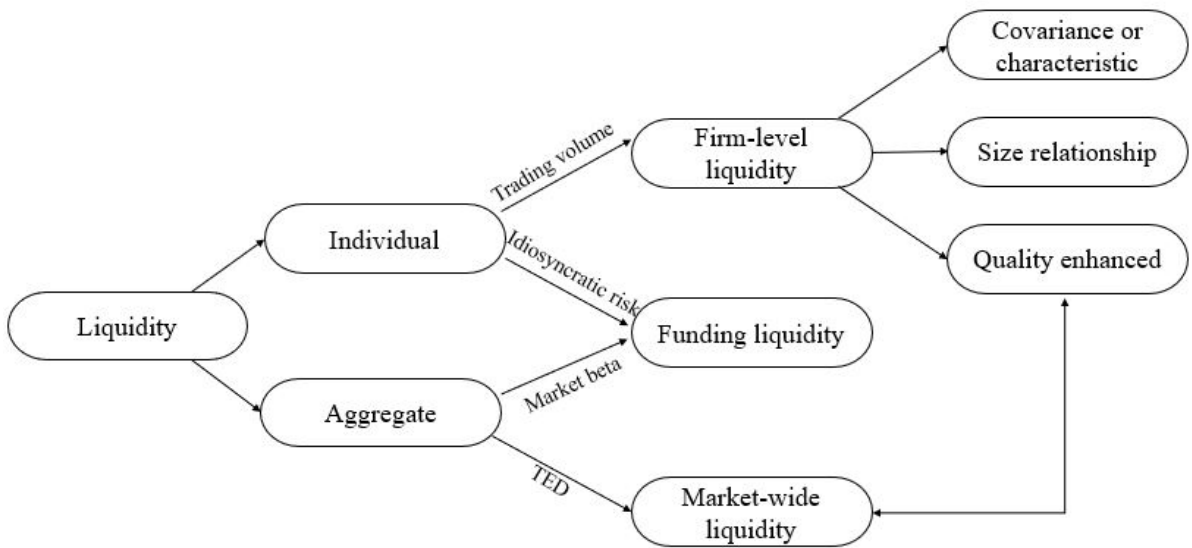 Covariance or
characteristic
Trading volume
Firm-level
liquidity
Size relationship
Individual
Idiosyncratic risk
Quality enhanced
Liquidity
Funding liquidity
Market beta
Aggregate
TED
Market-wide
liquidity